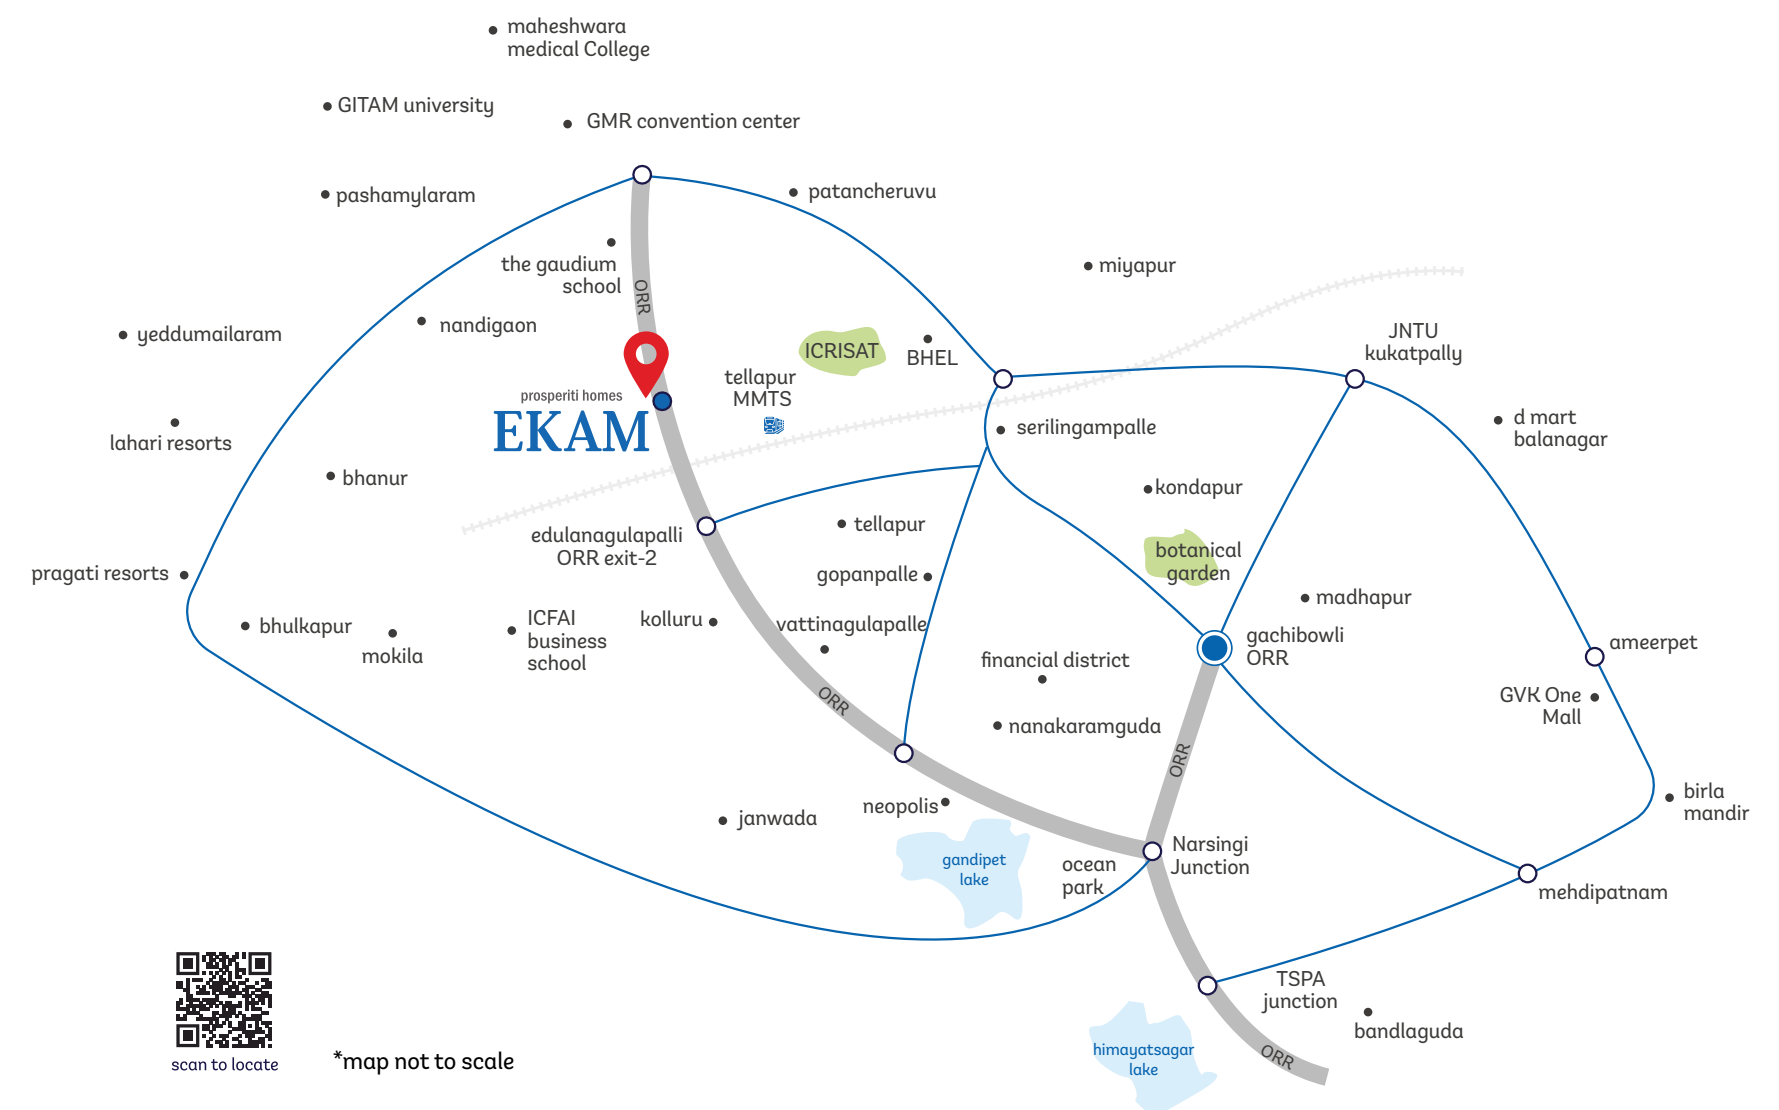 maheshwara
medical College
GITAM university
GMR convention center
pashamylaram
patancheruvu
the gaudium
school
ORR
miyapur
nandigaon
yeddumailaram
ICRISAT
BHEL
JNTU
kukatpally
tellapur
MMTS
prosperiti homes
EKAM
lahari resorts
serilingampalle
d mart
balanagar
bhanur
kondapur
edulanagulapalli
ORR exit-2
tellapur
botanical
garden
pragati resorts
gopanpalle
madhapur
bhulkapur
mokila
ICFAI
business
school
kolluru
vattinagulapalle
gachibowli
ORR
ameerpet
financial district
GVK One
Mall
ORR
nanakaramguda
ORR
birla
mandir
janwada
neopolis
gandipet
lake
ocean
park
Narsingi
Junction
mehdipatnam
TSPA
junction
bandlaguda
himayatsagar
lake
ORR
scan to locate
*map not to scale